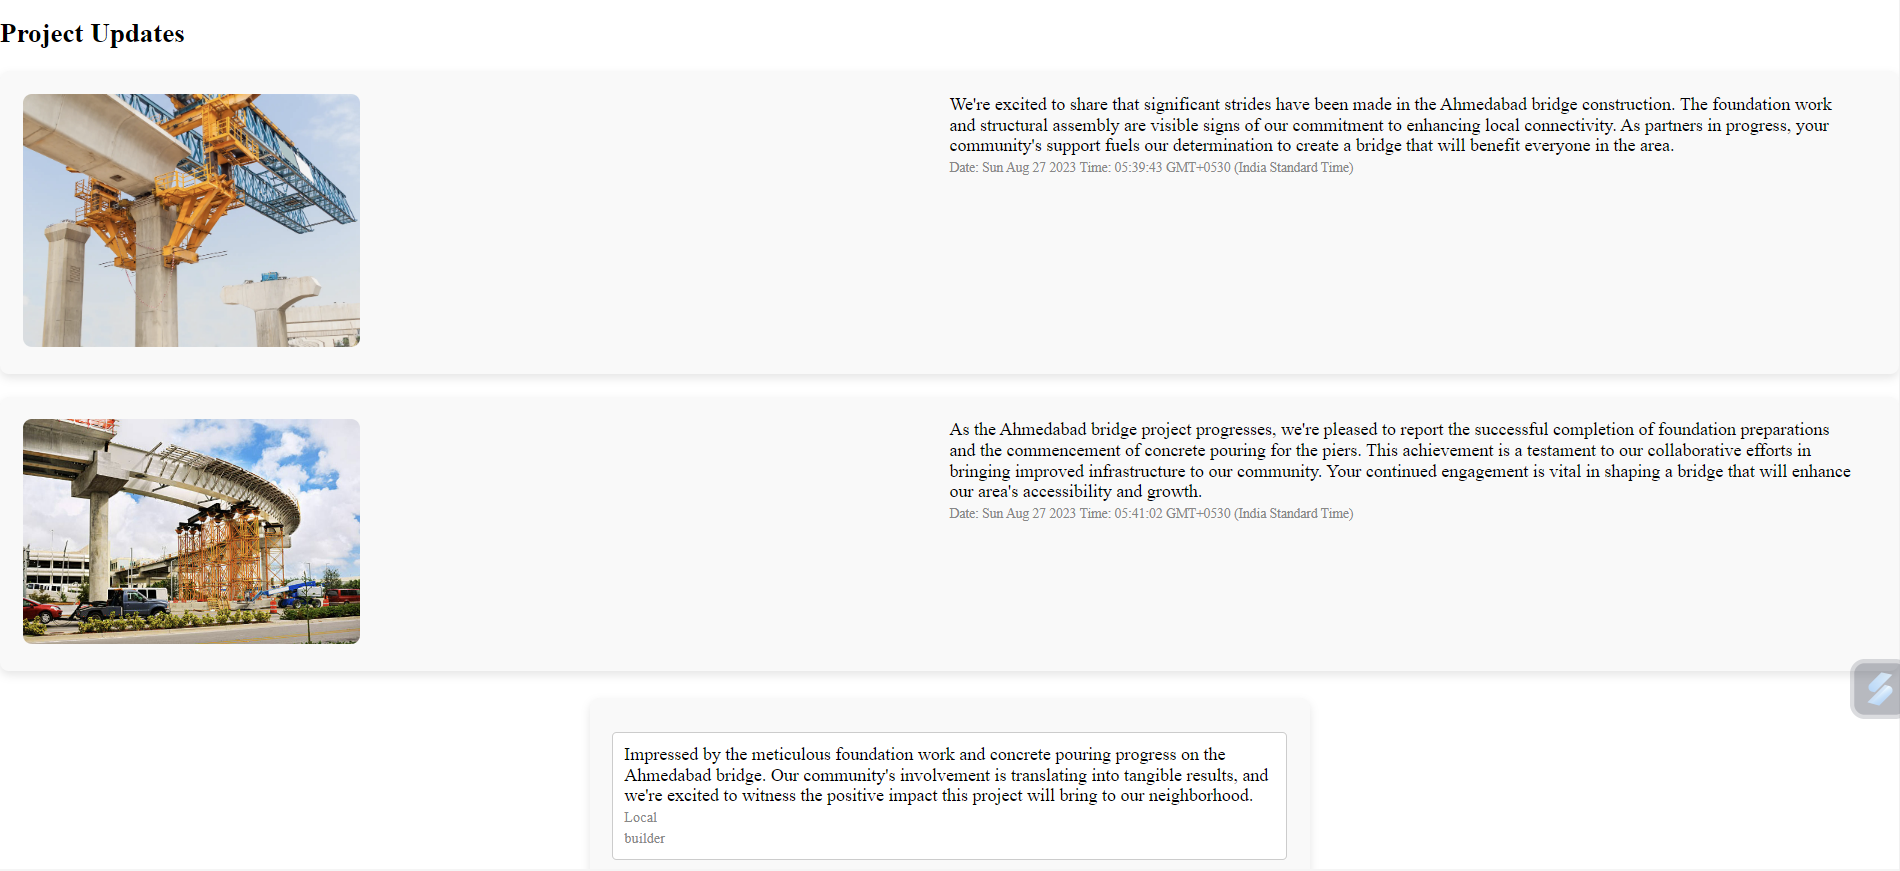 Project Updates
We're excited to share that significant strides have been made in the Ahmedabad bridge construction. The foundation work
and structural assembly are visible signs of our commitment to enhancing local connectivity. As partners in progress, your
community's support fuels our determination to create a bridge that will benefit everyone in the area.
Date: Sun Aug 27 2023 Time: 05:39:43 GMT+0530 (India Standard Time)
As the Ahmedabad bridge project progresses, we're pleased to report the successful completion of foundation preparations
and the commencement of concrete pouring for the piers. This achievement is a testament to our collaborative efforts in
bringing improved infrastructure to our community. Your continued engagement is vital in shaping a bridge that will enhance
our area's accessibility and growth.
Date: Sun Aug 27 2023 Time: 05:41:02 GMT+0530 (India Standard Time)
Impressed by the meticulous foundation work and concrete pouring progress on the
Ahmedabad bridge. Our community's involvement is translating into tangible results, and
we're excited to witness the positive impact this project will bring to our neighborhood.
Local
builder